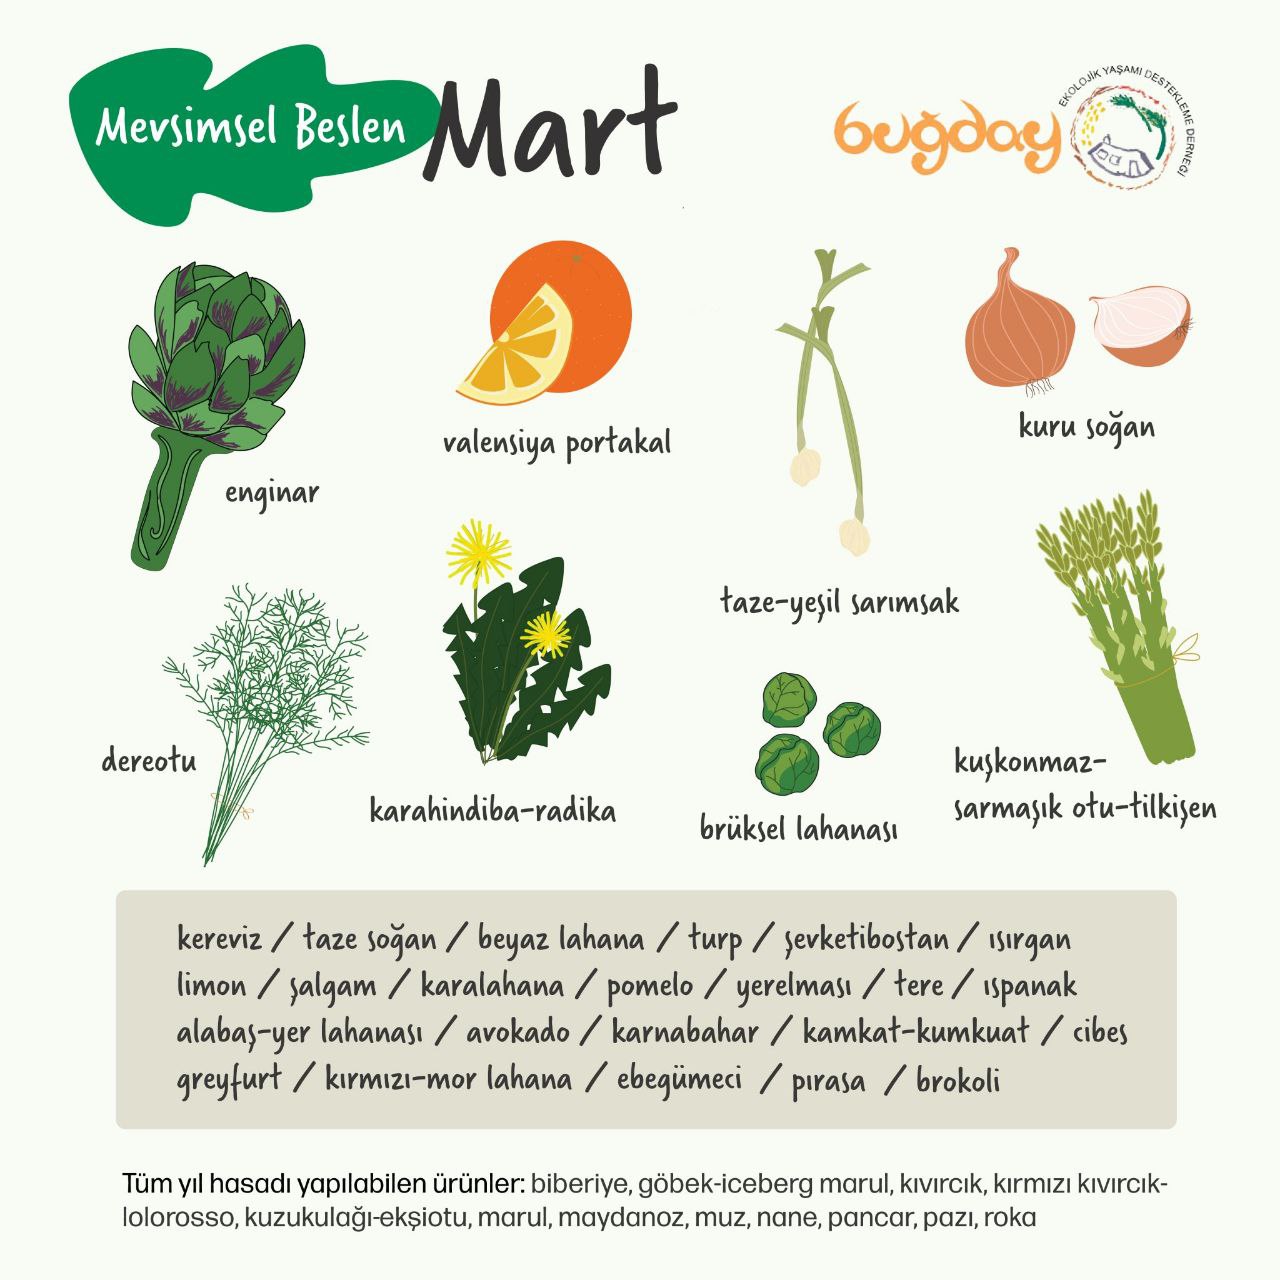 Mevsimsel Beslen
Mart
buğday
EKOLOJİK YAŞAMI DESTEKLEME DERNEĞİ
enginar
valensiya portakal
taze-yeşil sarımsak
kuru soğan
dereotu
karahindiba-radika
brüksel lahanası
kuşkonmaz-
sarmaşık otu-tilkişen
kereviz / taze soğan / beyaz lahana / turp / şevketibostan / ısırgan
limon / şalgam / karalahana / pomelo / yerelması / tere / ıspanak
alabaş-yer lahanası / avokado / karnabahar / kamkat-kumkuat / cibes
greyfurt / kırmızı-mor lahana / ebegümeci / pırasa / brokoli
Tüm yıl hasadı yapılabilen ürünler: biberiye, göbek-iceberg marul, kıvırcık, kırmızı kıvırcık-
lolorosso, kuzukulağı-ekşiotu, marul, maydanoz, muz, nane, pancar, pazı, roka